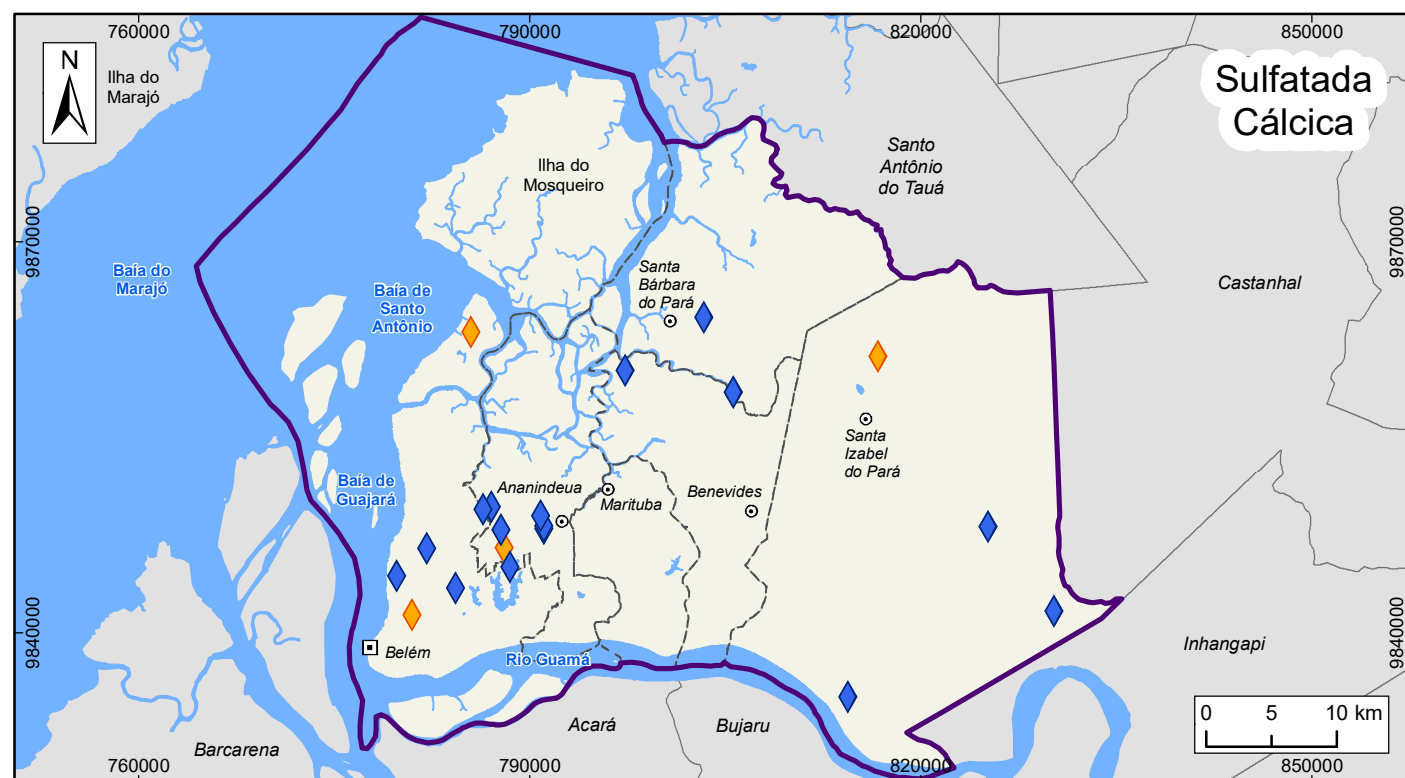 760000
790000
820000
850000
N
Ilha do
Marajó
Sulfatada
Cálcica
Santo
Antônio
do Tauá
Ilha do
Mosqueiro
9870000
9870000
Baía do
Marajó
Santa
Bárbara
do Pará
Castanhal
Baía de
Santo
Antônio
Santa
Izabel
do Pará
Baía de
Guajará
Ananindeua
Marituba
Benevides
9840000
9840000
Belém
Rio Guamá
Inhangapi
Acará
Bujaru
Barcarena
0 5 10 km
760000
790000
820000
850000